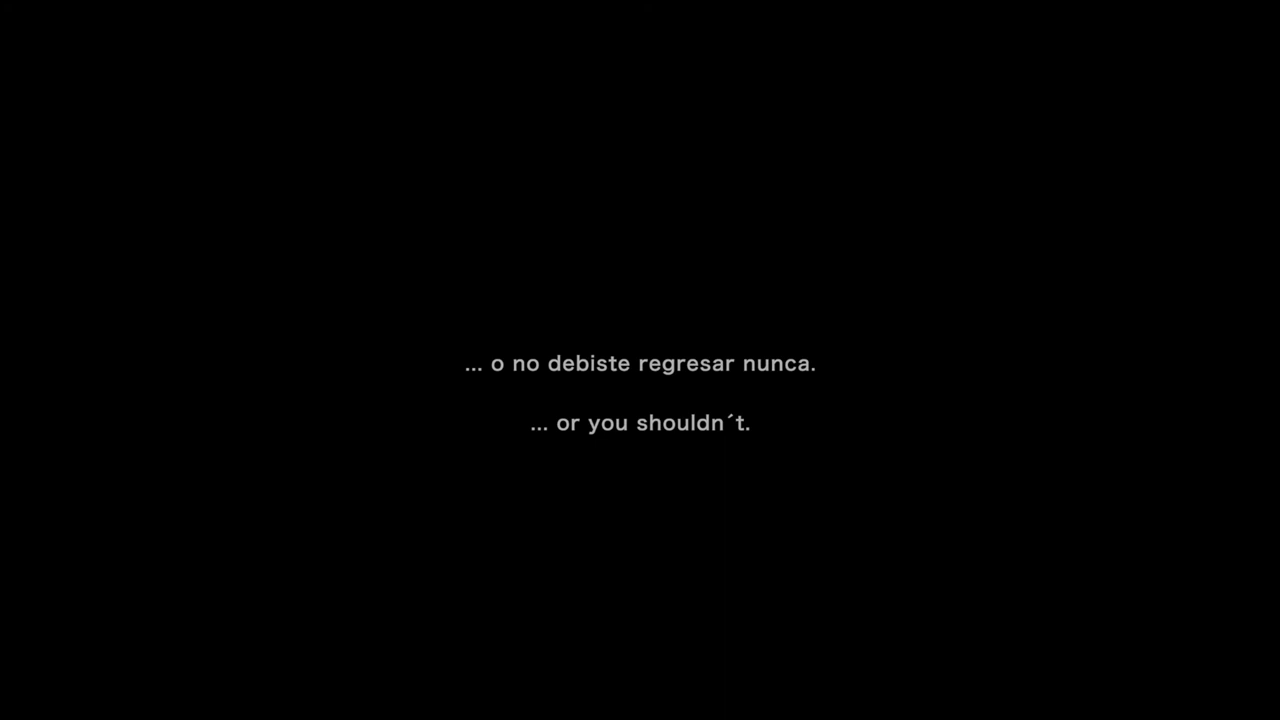 ... o no debiste regresar nunca.
... or you shouldn´t.